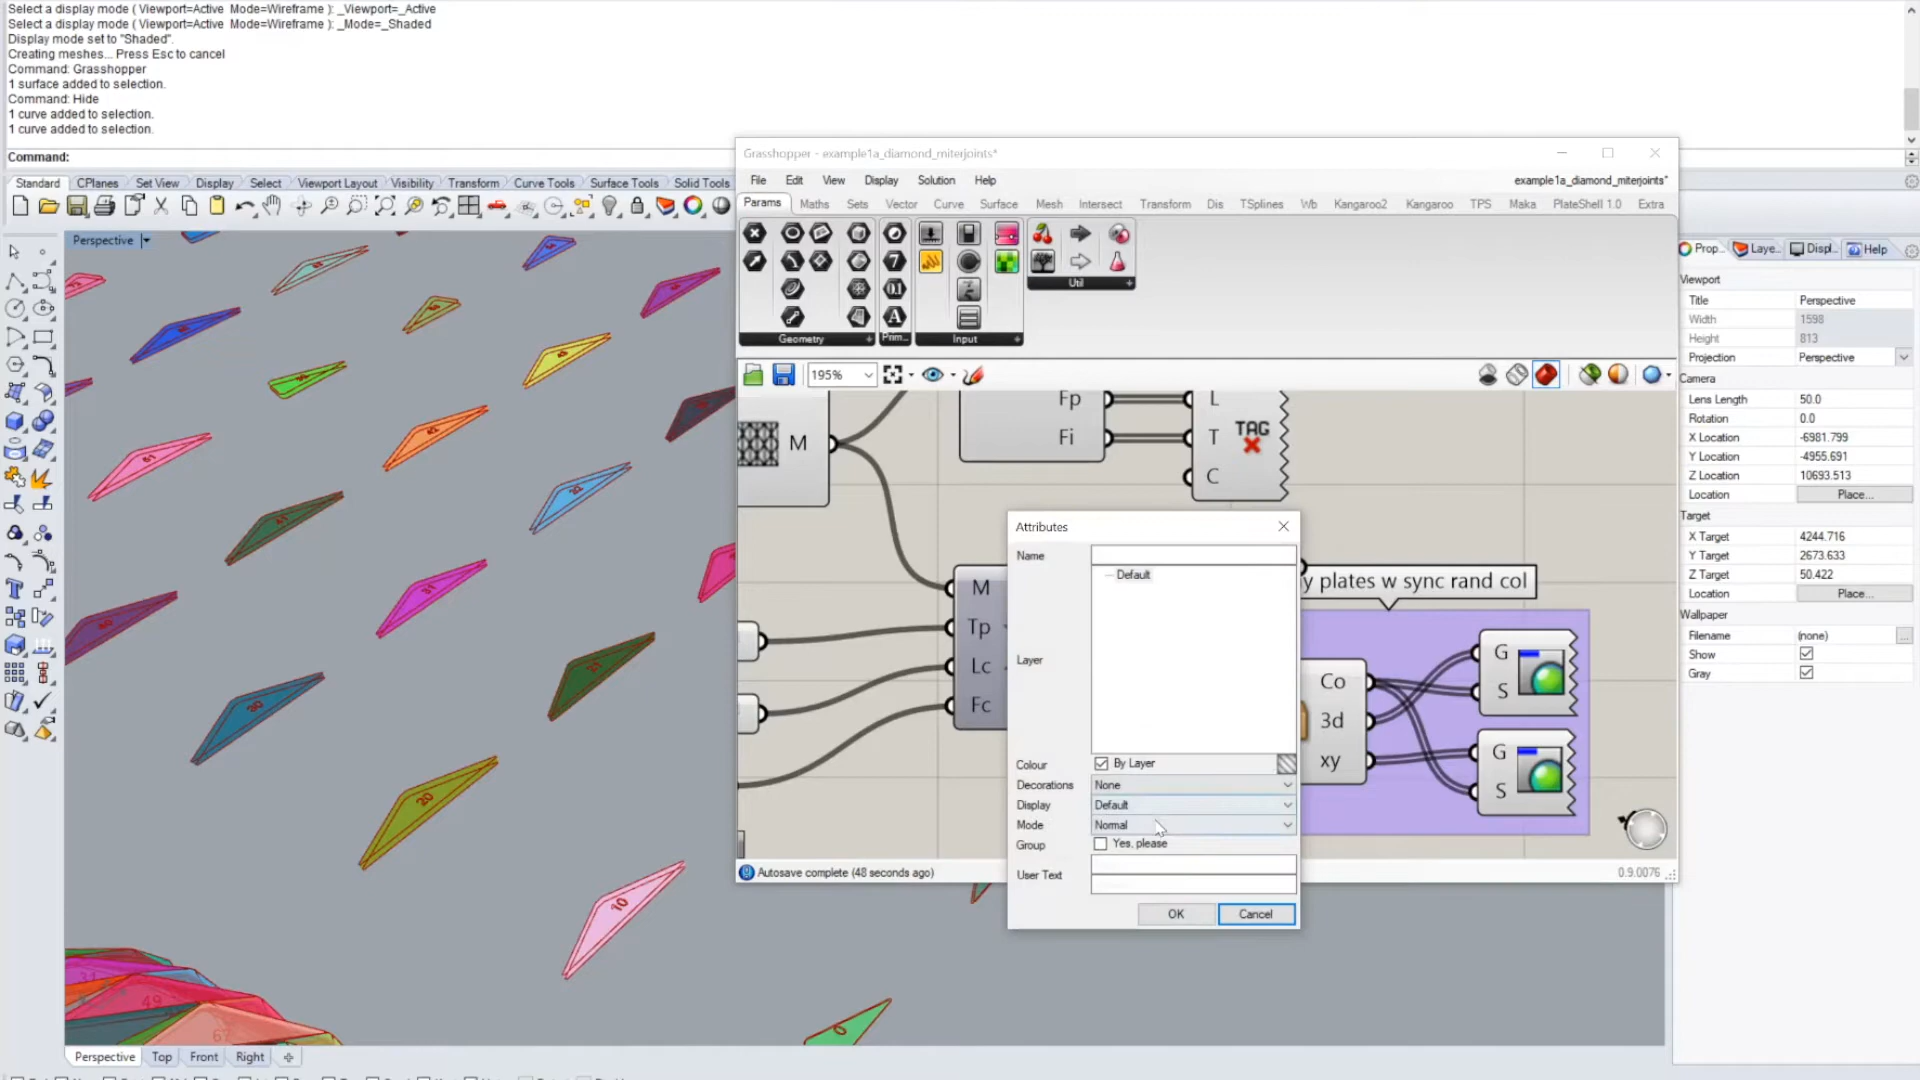 Select a display mode ( Viewport=Active  Mode=Wireframe ): _Viewport=_Active
Select a display mode ( Viewport=Active  Mode=Wireframe ): _Mode=_Shaded
Display mode set to "Shaded".
Creating meshes... Press Esc to cancel
Command: Grasshopper
1 surface added to selection.
Command: Hide
1 curve added to selection.
1 curve added to selection.
Command:
Standard CPlanes Set View Display Select Viewport Layout Visibility Transform Curve Tools Surface Tools Solid Tools
Perspective
Grasshopper - example1a_diamond_miterjoints*
File Edit View Display Solution Help example1a_diamond_miterjoints*
Params Maths Sets Vector Curve Surface Mesh Intersect Transform Dis TSplines Wb Kangaroo2 Kangaroo TPS Maka PlateShell 1.0 Extra
Geometry Prim... Input Util
195%
M
Fp L
Fi T TAG
C
M
Tp
Lc
Fc
y plates w sync rand col
Co
3d
xy
G
S
G
S
Attributes
Name
Default
Layer
Colour By Layer
Decorations None
Display Default
Mode Normal
Group Yes, please
User Text
OK Cancel
Autosave complete (48 seconds ago) 0.9.0076
Prop... Laye... Displ... Help
Viewport
Title Perspective
Width 1598
Height 813
Projection Perspective
Camera
Lens Length 50.0
Rotation 0.0
X Location -6981.799
Y Location -4955.691
Z Location 10693.513
Location Place...
Target
X Target 4244.716
Y Target 2673.633
Z Target 50.422
Location Place...
Wallpaper
Filename (none) ...
Show
Gray
51
41
31
30
20
10
0
49
Perspective Top Front Right